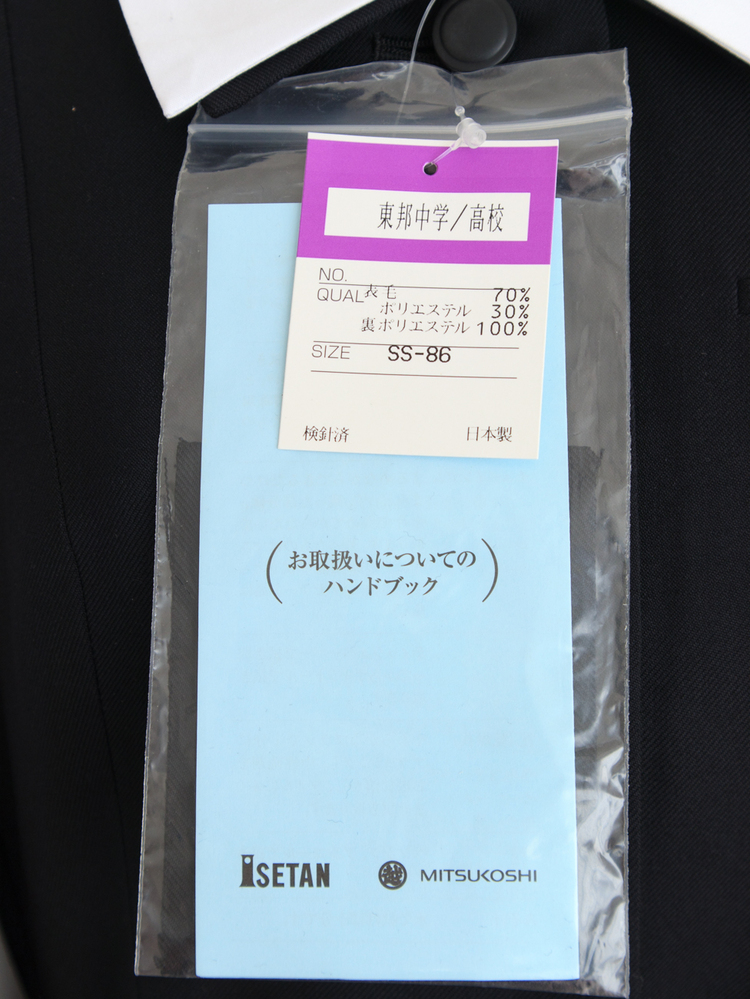 東邦中学/高校
NO.
QUAL 表毛 70%
ポリエステル 30%
裏ポリエステル 100%
SIZE SS-86
検針済 日本製
(お取扱いについての
ハンドブック)
ISETAN MITSUKOSHI